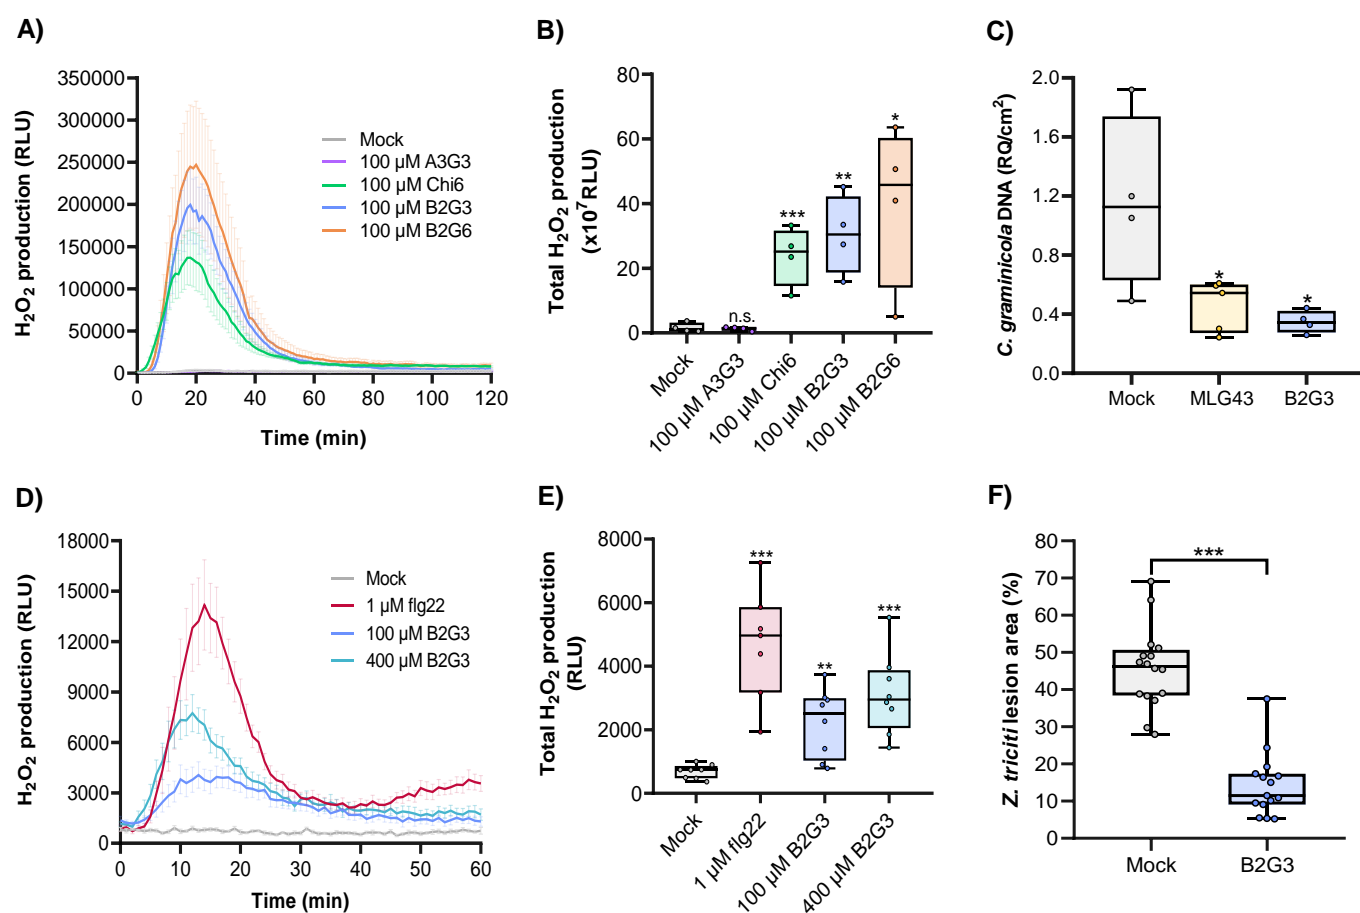 A)
H₂O₂ production (RLU)
350000
300000
250000
200000
150000
100000
50000
0
Mock
100 µM A3G3
100 µM Chi6
100 µM B2G3
100 µM B2G6
0 20 40 60 80 100 120
Time (min)
B)
Total H₂O₂ production
(x10⁷ RLU)
80
60
40
20
0
n.s.
***
**
*
Mock
100 µM A3G3
100 µM Chi6
100 µM B2G3
100 µM B2G6
C)
C. graminicola DNA (RQ/cm²)
2.0
1.6
1.2
0.8
0.4
0.0
*
*
Mock MLG43 B2G3
D)
H₂O₂ production (RLU)
18000
15000
12000
9000
6000
3000
0
Mock
1 µM flg22
100 µM B2G3
400 µM B2G3
0 10 20 30 40 50 60
Time (min)
E)
Total H₂O₂ production
(RLU)
8000
6000
4000
2000
0
***
**
***
Mock
1 µM flg22
100 µM B2G3
400 µM B2G3
F)
Z. triciti lesion area (%)
80
70
60
50
40
30
20
10
0
***
Mock B2G3